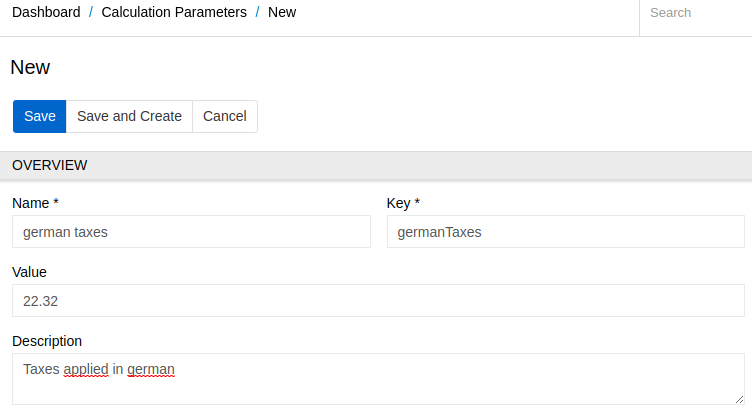 Dashboard / Calculation Parameters / New
Search
New
Save
Save and Create
Cancel
OVERVIEW
Name *
Key *
german taxes
germanTaxes
Value
22.32
Description
Taxes applied in german